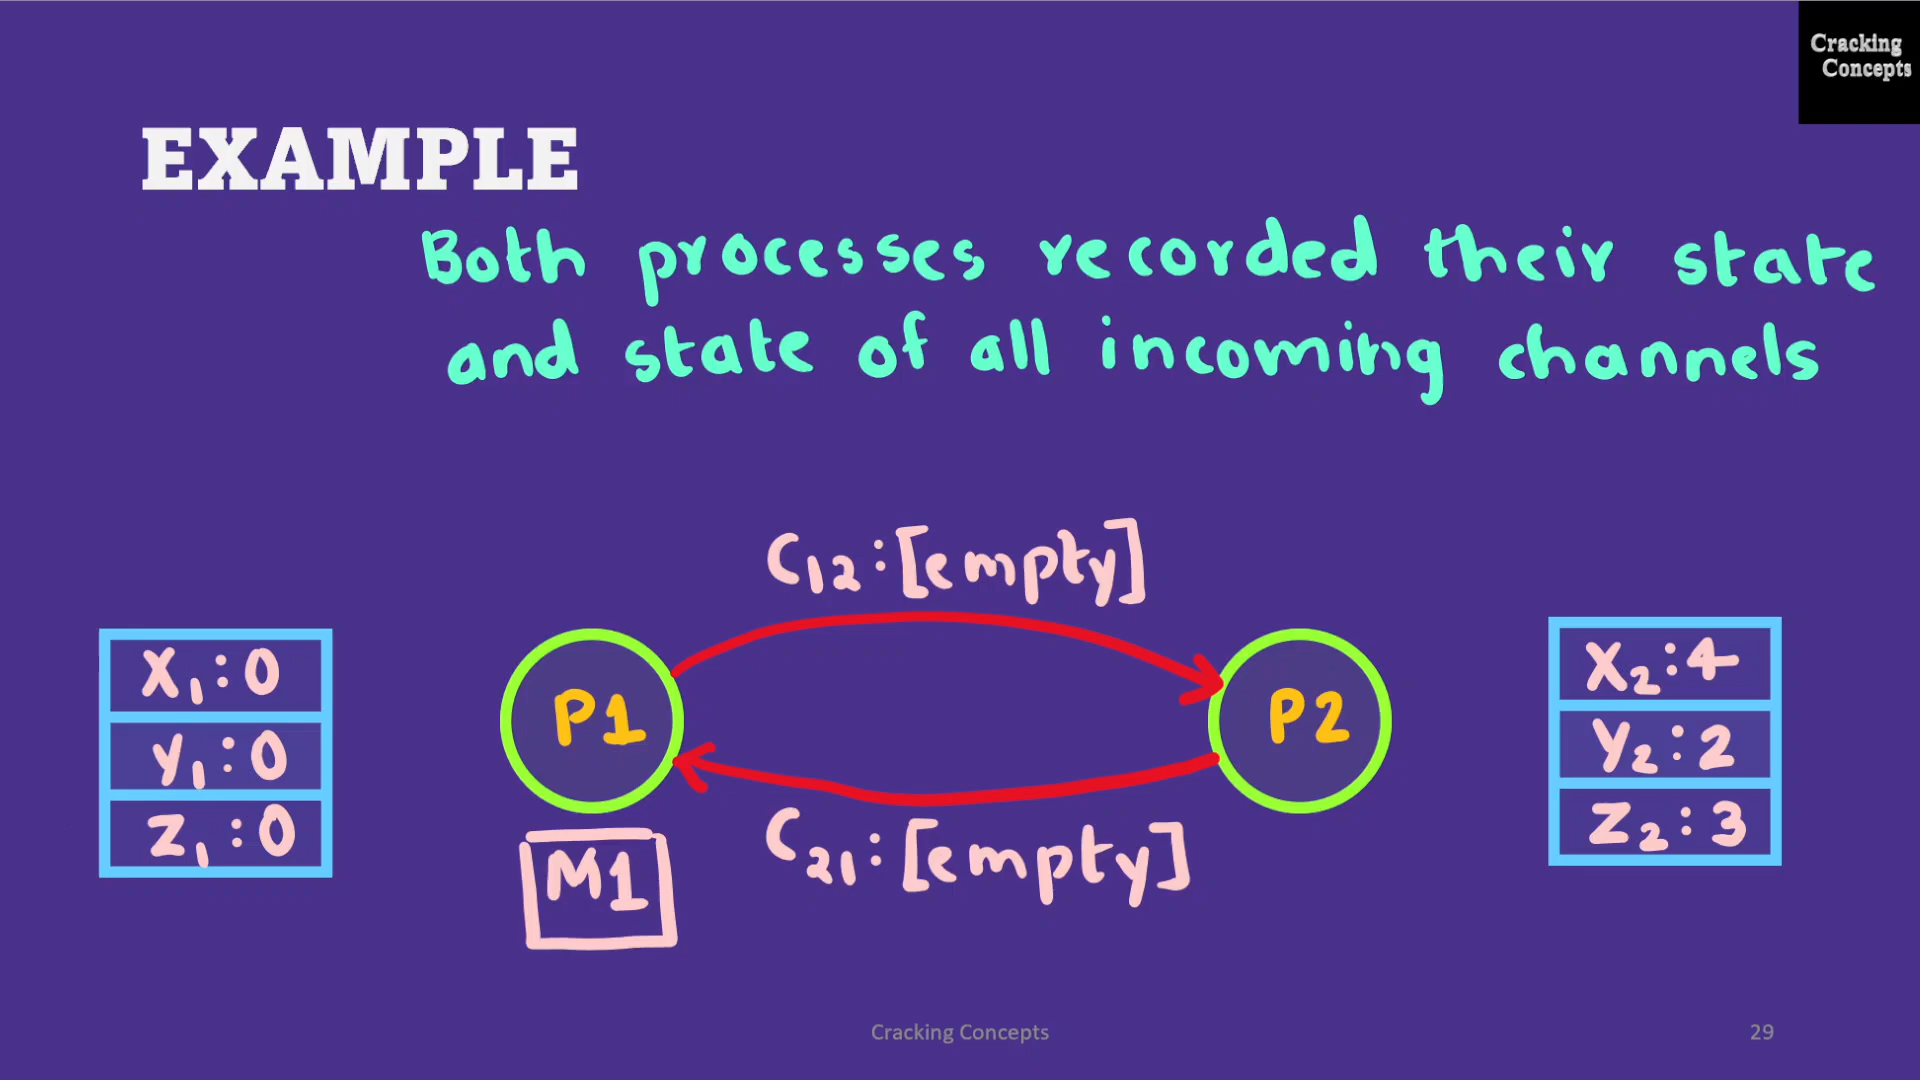 Cracking
Concepts
EXAMPLE
Both processes recorded their state
and state of all incoming channels
C12:[empty]
X1:0
Y1:0
Z1:0
P1
P2
X2:4
Y2:2
Z2:3
M1
C21:[empty]
Cracking Concepts
29